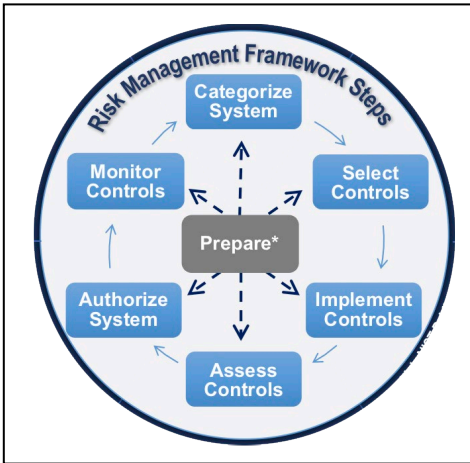 Risk Management Framework Steps
Categorize
System
Monitor
Controls
Select
Controls
Prepare*
Authorize
System
Implement
Controls
Assess
Controls